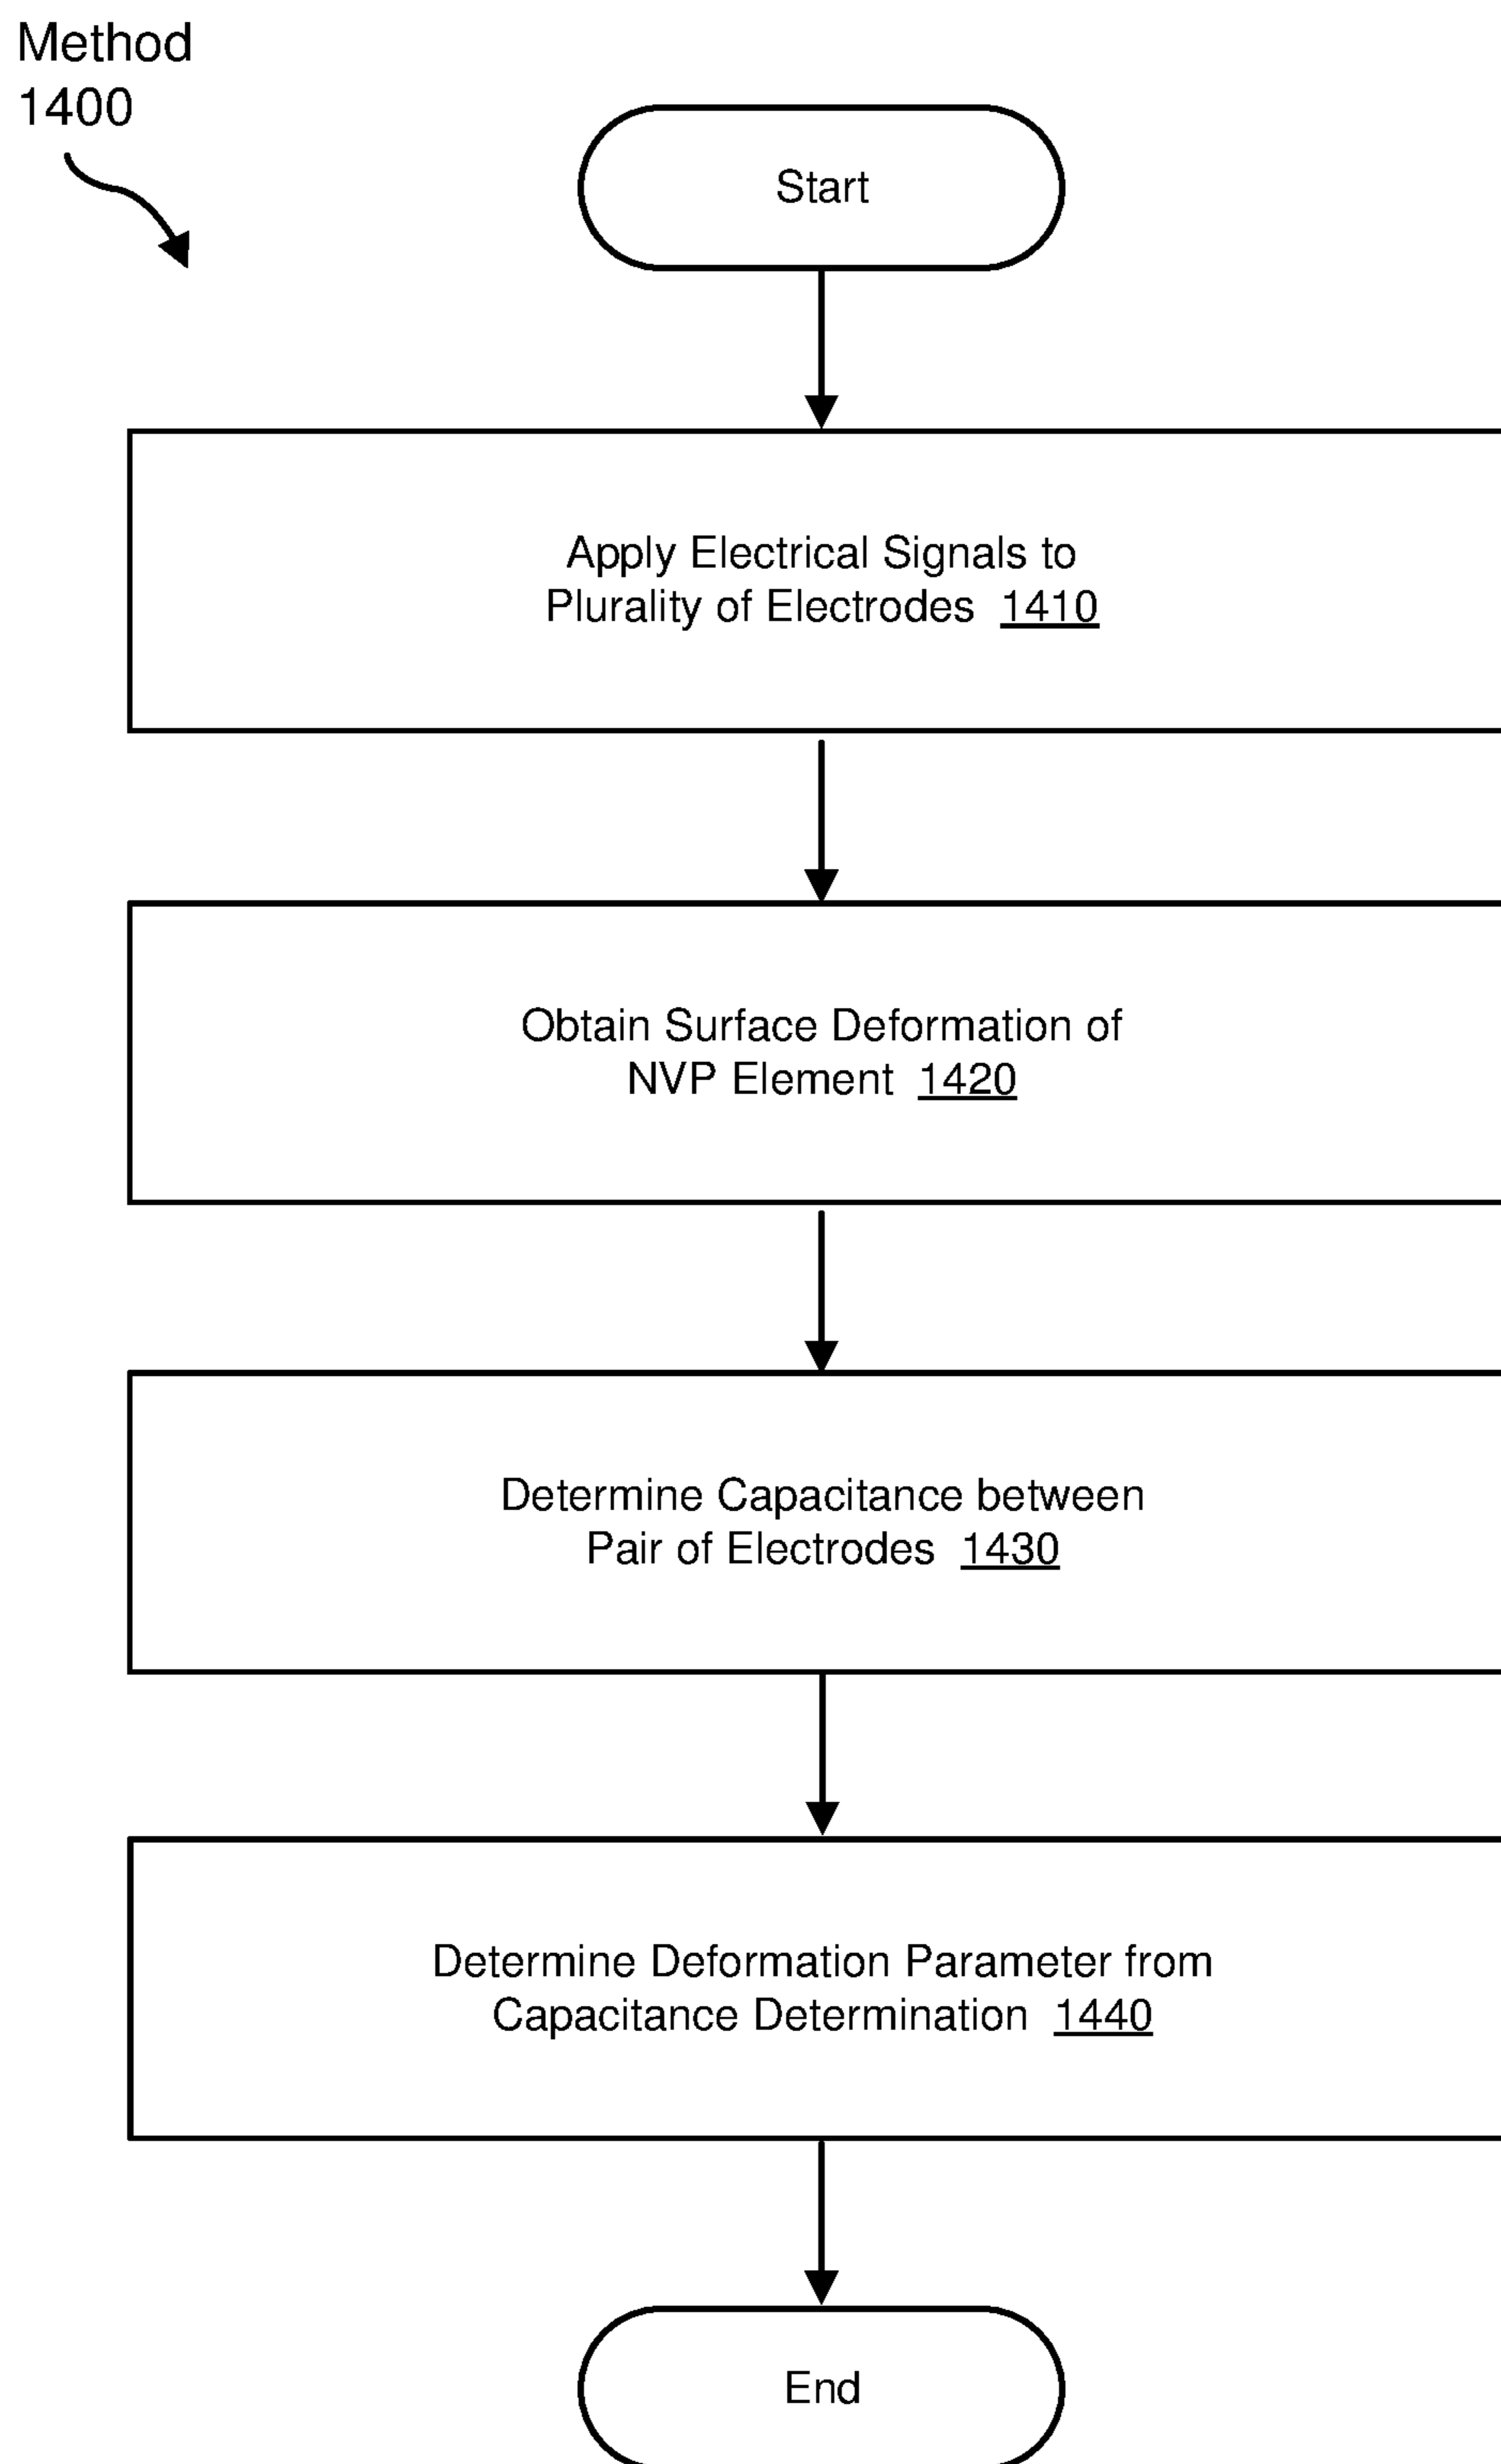 Method
1400
Start
Apply Electrical Signals to
Plurality of Electrodes 1410
Obtain Surface Deformation of
NVP Element 1420
Determine Capacitance between
Pair of Electrodes 1430
Determine Deformation Parameter from
Capacitance Determination 1440
End